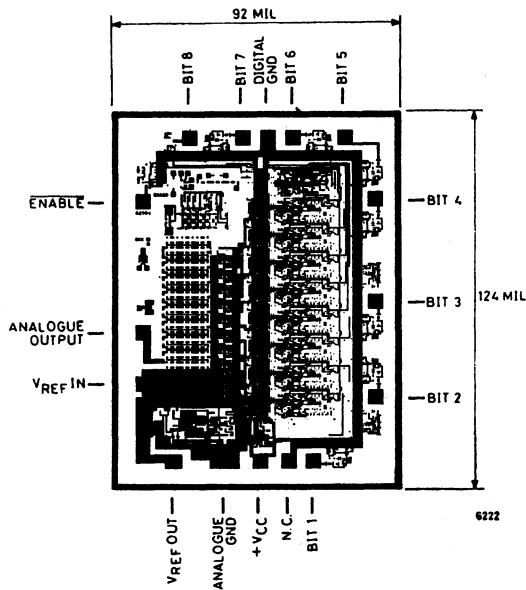 92 MIL
BIT 8
BIT 7
DIGITAL
GND
BIT 6
BIT 5
ENABLE
BIT 4
BIT 3
124 MIL
ANALOGUE
OUTPUT
VREF IN
BIT 2
VREF OUT
ANALOGUE
GND
+VCC
N.C.
BIT 1
6222